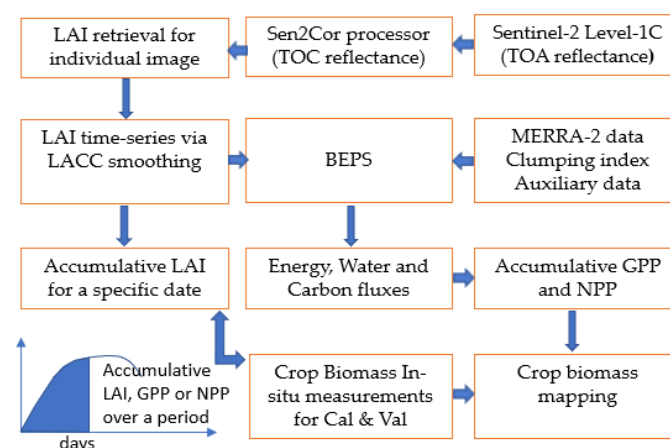 LAI retrieval for
individual image
Sen2Cor processor
(TOC reflectance)
Sentinel-2 Level-1C
(TOA reflectance)
LAI time-series via
LACC smoothing
BEPS
MERRA-2 data
Clumping index
Auxiliary data
Accumulative LAI
for a specific date
Energy, Water and
Carbon fluxes
Accumulative GPP
and NPP
Accumulative
LAI, GPP or NPP
over a period
days
Crop Biomass In-
situ measurements
for Cal & Val
Crop biomass
mapping